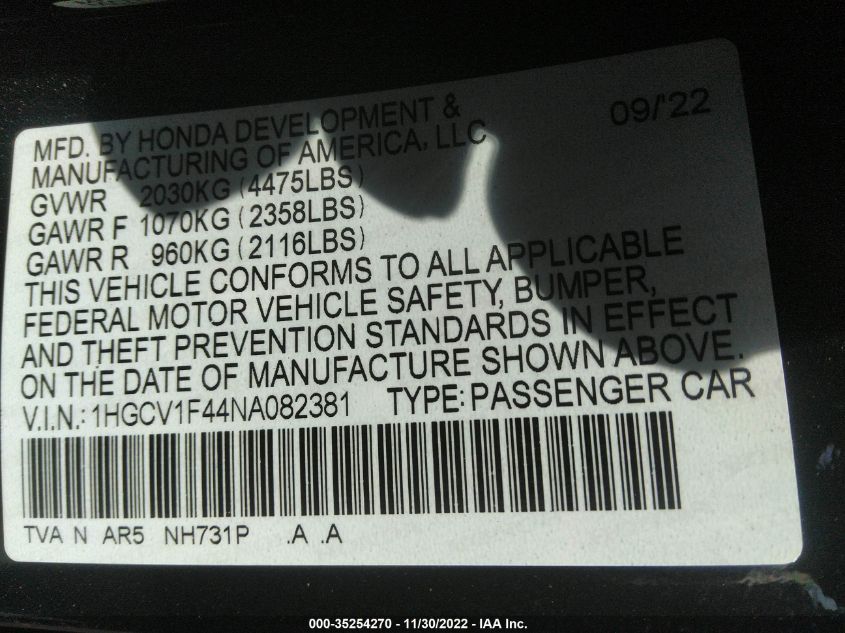 09/'22
MFD. BY HONDA DEVELOPMENT &
MANUFACTURING OF AMERICA, LLC
GVWR 2030KG (4475LBS)
GAWR F 1070KG (2358LBS)
GAWR R 960KG (2116LBS)
THIS VEHICLE CONFORMS TO ALL APPLICABLE
FEDERAL MOTOR VEHICLE SAFETY, BUMPER,
AND THEFT PREVENTION STANDARDS IN EFFECT
ON THE DATE OF MANUFACTURE SHOWN ABOVE.
V.I.N.: 1HGCV1F44NA082381 TYPE: PASSENGER CAR
TVA N AR5 NH731P .A .A
000-35254270 - 11/30/2022 - IAA Inc.